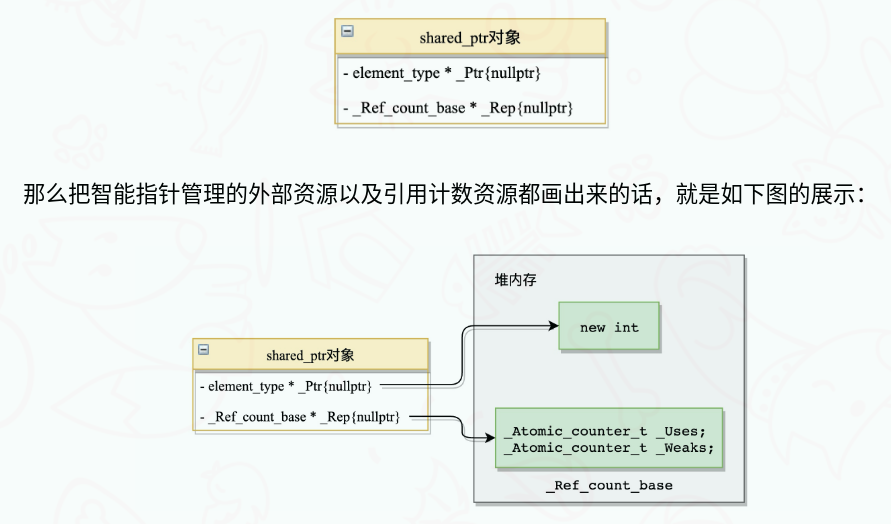 shared_ptr对象
- element_type * _Ptr{nullptr}
- _Ref_count_base * _Rep{nullptr}
那么把智能指针管理的外部资源以及引用计数资源都画出来的话，就是如下图的展示：
堆内存
new int
shared_ptr对象
- element_type * _Ptr{nullptr}
- _Ref_count_base * _Rep{nullptr}
_Atomic_counter_t _Uses;
_Atomic_counter_t _Weaks;
_Ref_count_base